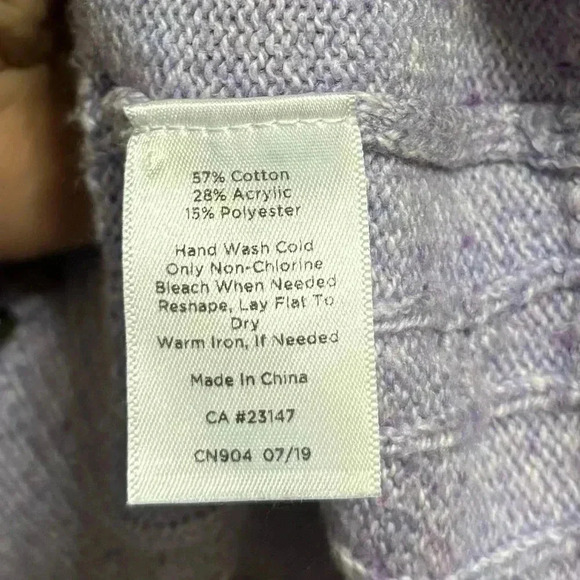 57% Cotton
28% Acrylic
15% Polyester
Hand Wash Cold
Only Non-Chlorine
Bleach When Needed
Reshape, Lay Flat To
Dry
Warm Iron, If Needed
Made In China
CA #23147
CN904 07/19